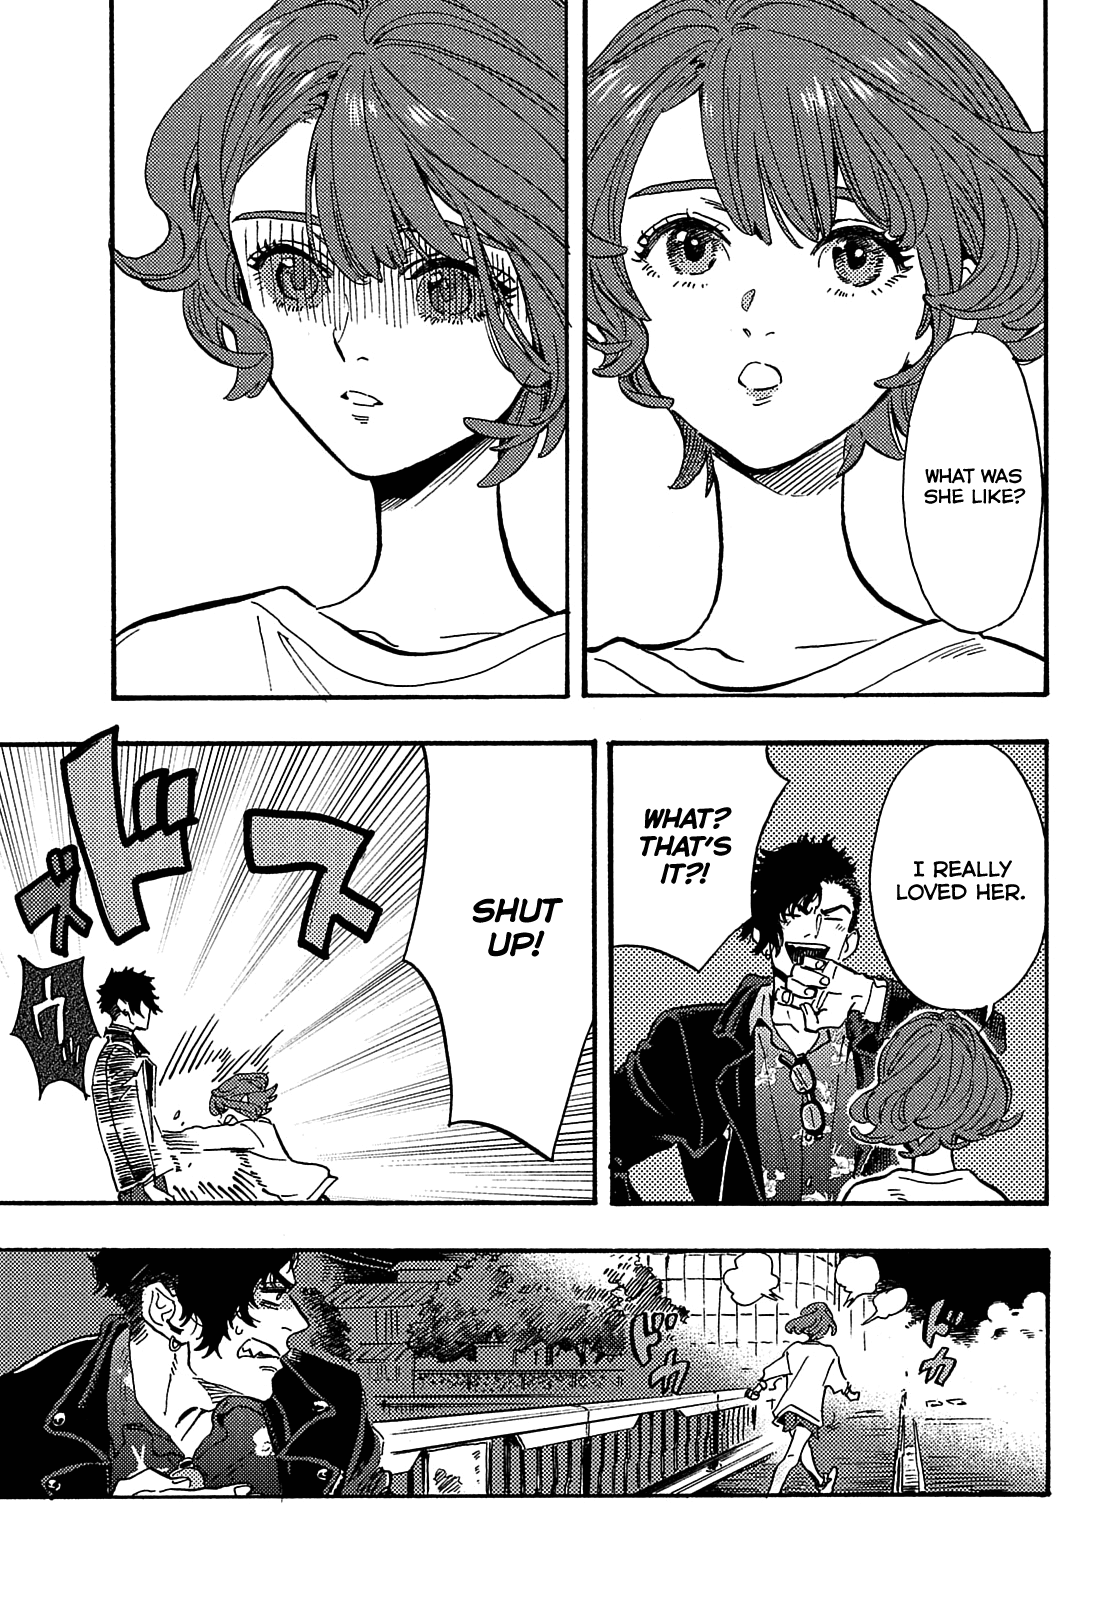 WHAT WAS
SHE LIKE?
I REALLY
LOVED HER.
WHAT?
THAT'S
IT?!
SHUT
UP!
ドス
ズ
ウッ
ドカ
ドカ